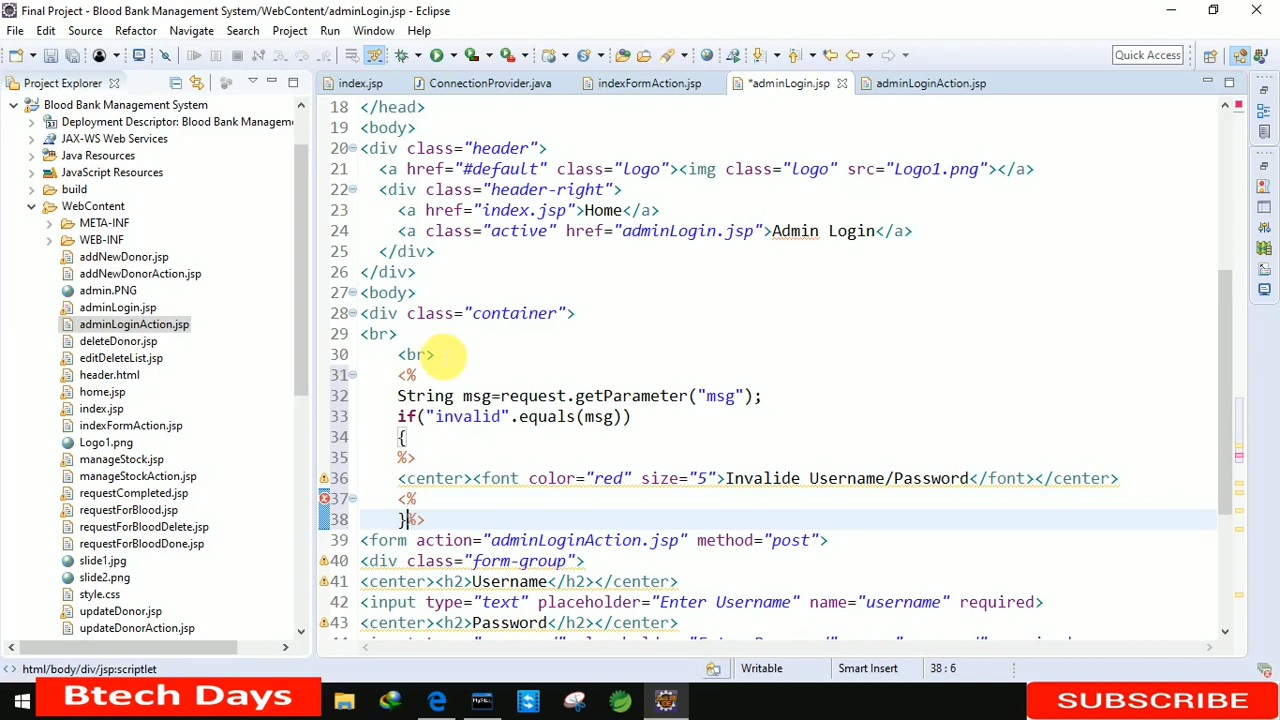 Final Project - Blood Bank Management System/WebContent/adminLogin.jsp - Eclipse
File Edit Source Refactor Navigate Search Project Run Window Help
Quick Access
Project Explorer
index.jsp ConnectionProvider.java indexFormAction.jsp *adminLogin.jsp adminLoginAction.jsp
Blood Bank Management System
Deployment Descriptor: Blood Bank Manageme
JAX-WS Web Services
Java Resources
JavaScript Resources
build
WebContent
META-INF
WEB-INF
addNewDonor.jsp
addNewDonorAction.jsp
admin.PNG
adminLogin.jsp
adminLoginAction.jsp
deleteDonor.jsp
editDeleteList.jsp
header.html
home.jsp
index.jsp
indexFormAction.jsp
Logo1.png
manageStock.jsp
manageStockAction.jsp
requestCompleted.jsp
requestForBlood.jsp
requestForBloodDelete.jsp
requestForBloodDone.jsp
slide1.jpg
slide2.png
style.css
updateDonor.jsp
updateDonorAction.jsp
18 </head>
19 <body>
20 <div class="header">
21 <a href="#default" class="logo"><img class="logo" src="Logo1.png"></a>
22 <div class="header-right">
23 <a href="index.jsp">Home</a>
24 <a class="active" href="adminLogin.jsp">Admin Login</a>
25 </div>
26 </div>
27 <body>
28 <div class="container">
29 <br>
30 <br>
31 <%
32 String msg=request.getParameter("msg");
33 if("invalid".equals(msg))
34 {
35 %>
36 <center><font color="red" size="5">Invalide Username/Password</font></center>
37 <%
38 }%>
39 <form action="adminLoginAction.jsp" method="post">
40 <div class="form-group">
41 <center><h2>Username</h2></center>
42 <input type="text" placeholder="Enter Username" name="username" required>
43 <center><h2>Password</h2></center>
html/body/div/jsp:scriptlet
Writable Smart Insert 38 : 6
Btech Days
SUBSCRIBE